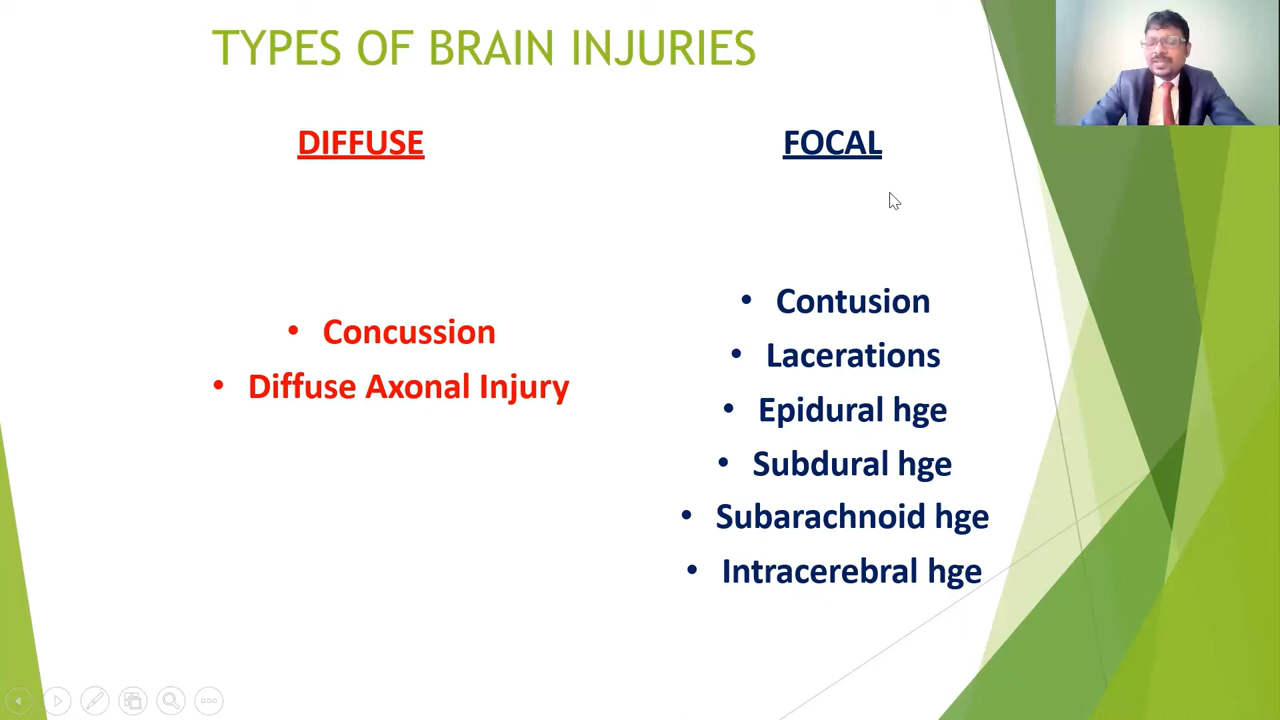 TYPES OF BRAIN INJURIES
DIFFUSE
• Concussion
• Diffuse Axonal Injury
FOCAL
• Contusion
• Lacerations
• Epidural hge
• Subdural hge
• Subarachnoid hge
• Intracerebral hge